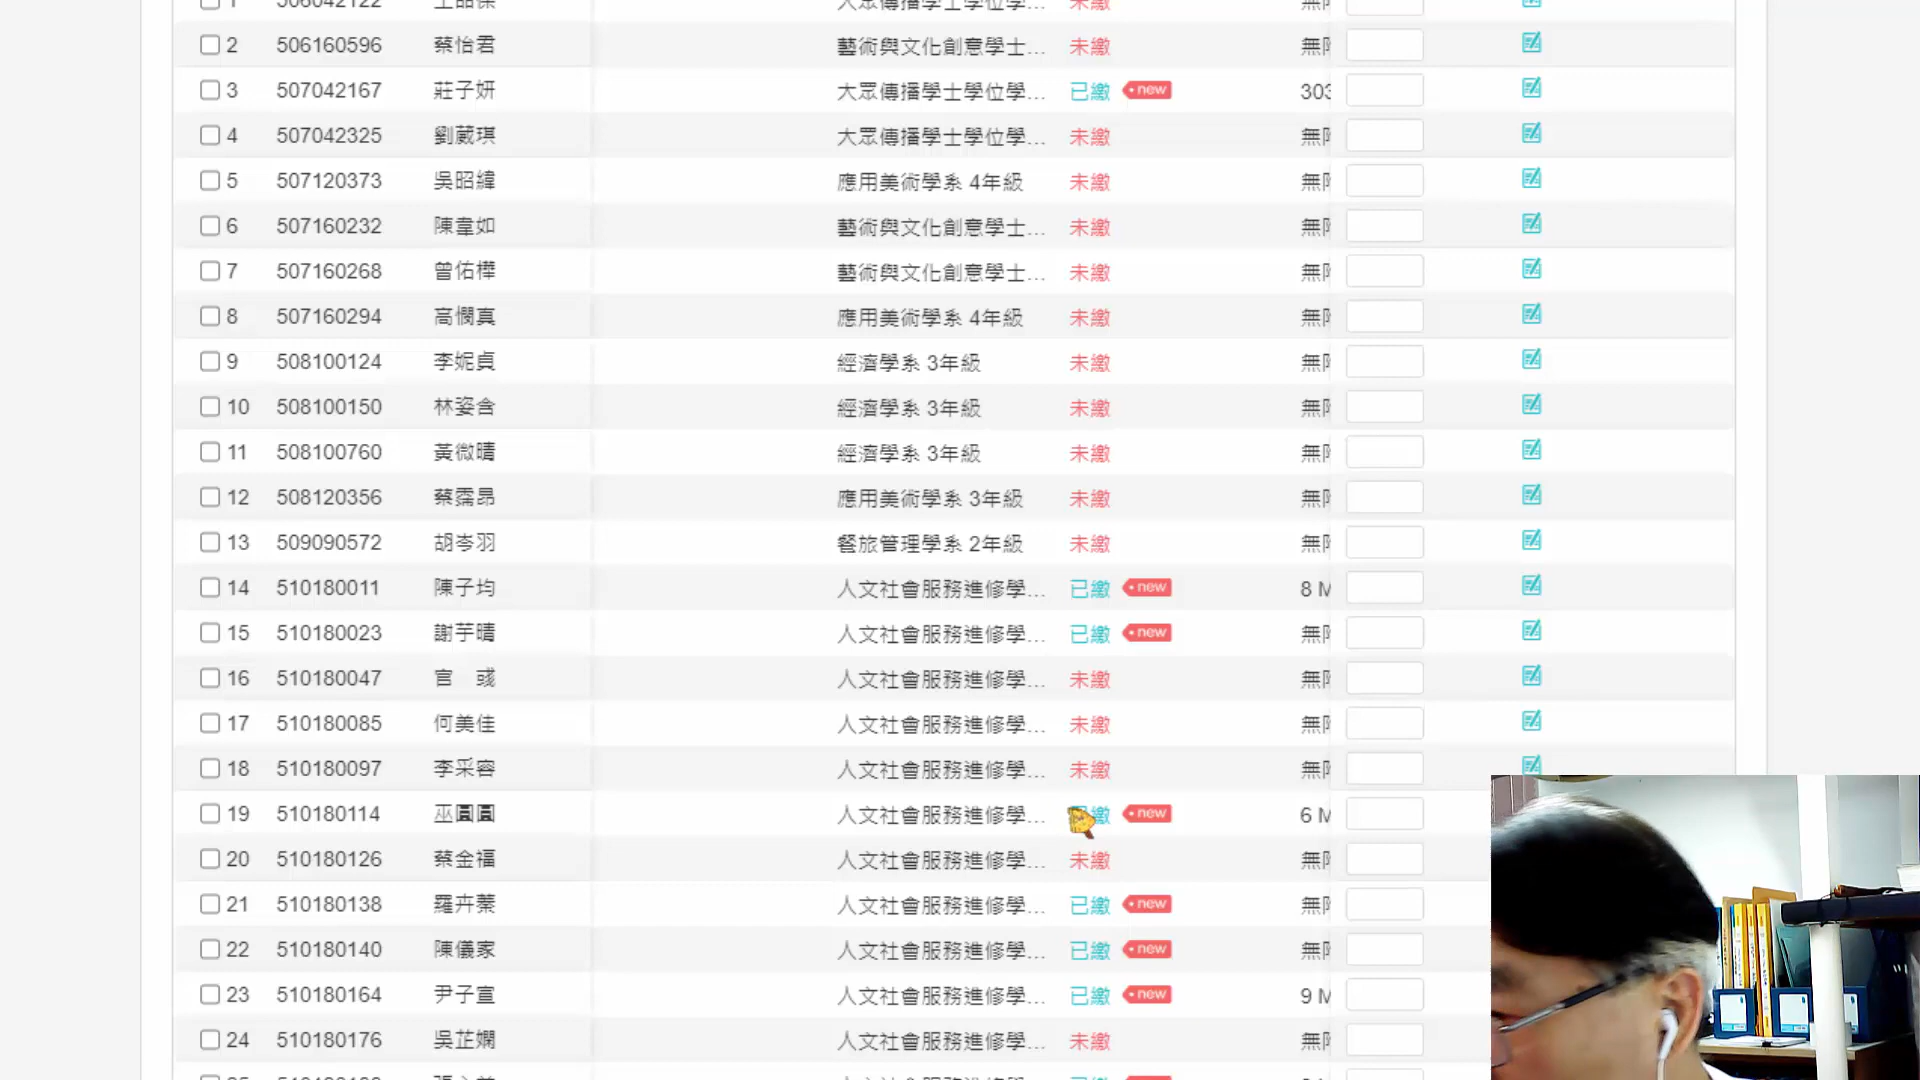 2 506160596 蔡怡君 藝術與文化創意學士... 未繳
3 507042167 莊子妍 大眾傳播學士學位學... 已繳 new 303
4 507042325 劉葳琪 大眾傳播學士學位學... 未繳
5 507120373 吳昭緯 應用美術學系 4年級 未繳
6 507160232 陳韋如 藝術與文化創意學士... 未繳
7 507160268 曾佑樺 藝術與文化創意學士... 未繳
8 507160294 高憫真 應用美術學系 4年級 未繳
9 508100124 李妮貞 經濟學系 3年級 未繳
10 508100150 林姿含 經濟學系 3年級 未繳
11 508100760 黃微晴 經濟學系 3年級 未繳
12 508120356 蔡霈昂 應用美術學系 3年級 未繳
13 509090572 胡岑羽 餐旅管理學系 2年級 未繳
14 510180011 陳子均 人文社會服務進修學... 已繳 new 8 M
15 510180023 謝芋晴 人文社會服務進修學... 已繳 new
16 510180047 官 彧 人文社會服務進修學... 未繳
17 510180085 何美佳 人文社會服務進修學... 未繳
18 510180097 李采容 人文社會服務進修學... 未繳
19 510180114 巫圓圓 人文社會服務進修學... 繳 new 6 M
20 510180126 蔡金福 人文社會服務進修學... 未繳
21 510180138 羅卉蓁 人文社會服務進修學... 已繳 new
22 510180140 陳儀家 人文社會服務進修學... 已繳 new
23 510180164 尹子宣 人文社會服務進修學... 已繳 new 9 M
24 510180176 吳芷嫻 人文社會服務進修學... 未繳